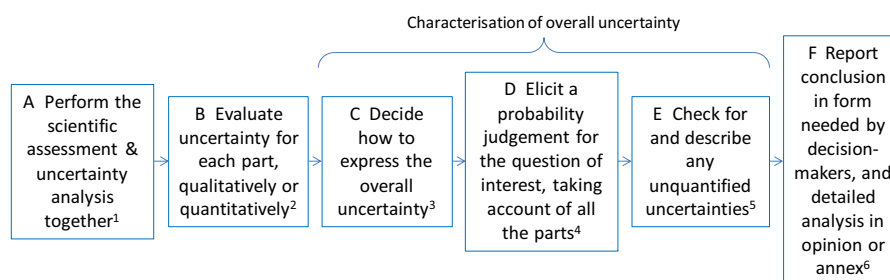 Characterisation of overall uncertainty
A Perform the
scientific
assessment &
uncertainty
analysis
together¹
B Evaluate
uncertainty for
each part,
qualitatively or
quantitatively²
C Decide
how to
express the
overall
uncertainty³
D Elicit a
probability
judgement for
the question of
interest, taking
account of all
the parts⁴
E Check for
and describe
any
unquantified
uncertainties⁵
F Report
conclusion
in form
needed by
decision-
makers, and
detailed
analysis in
opinion or
annex⁶